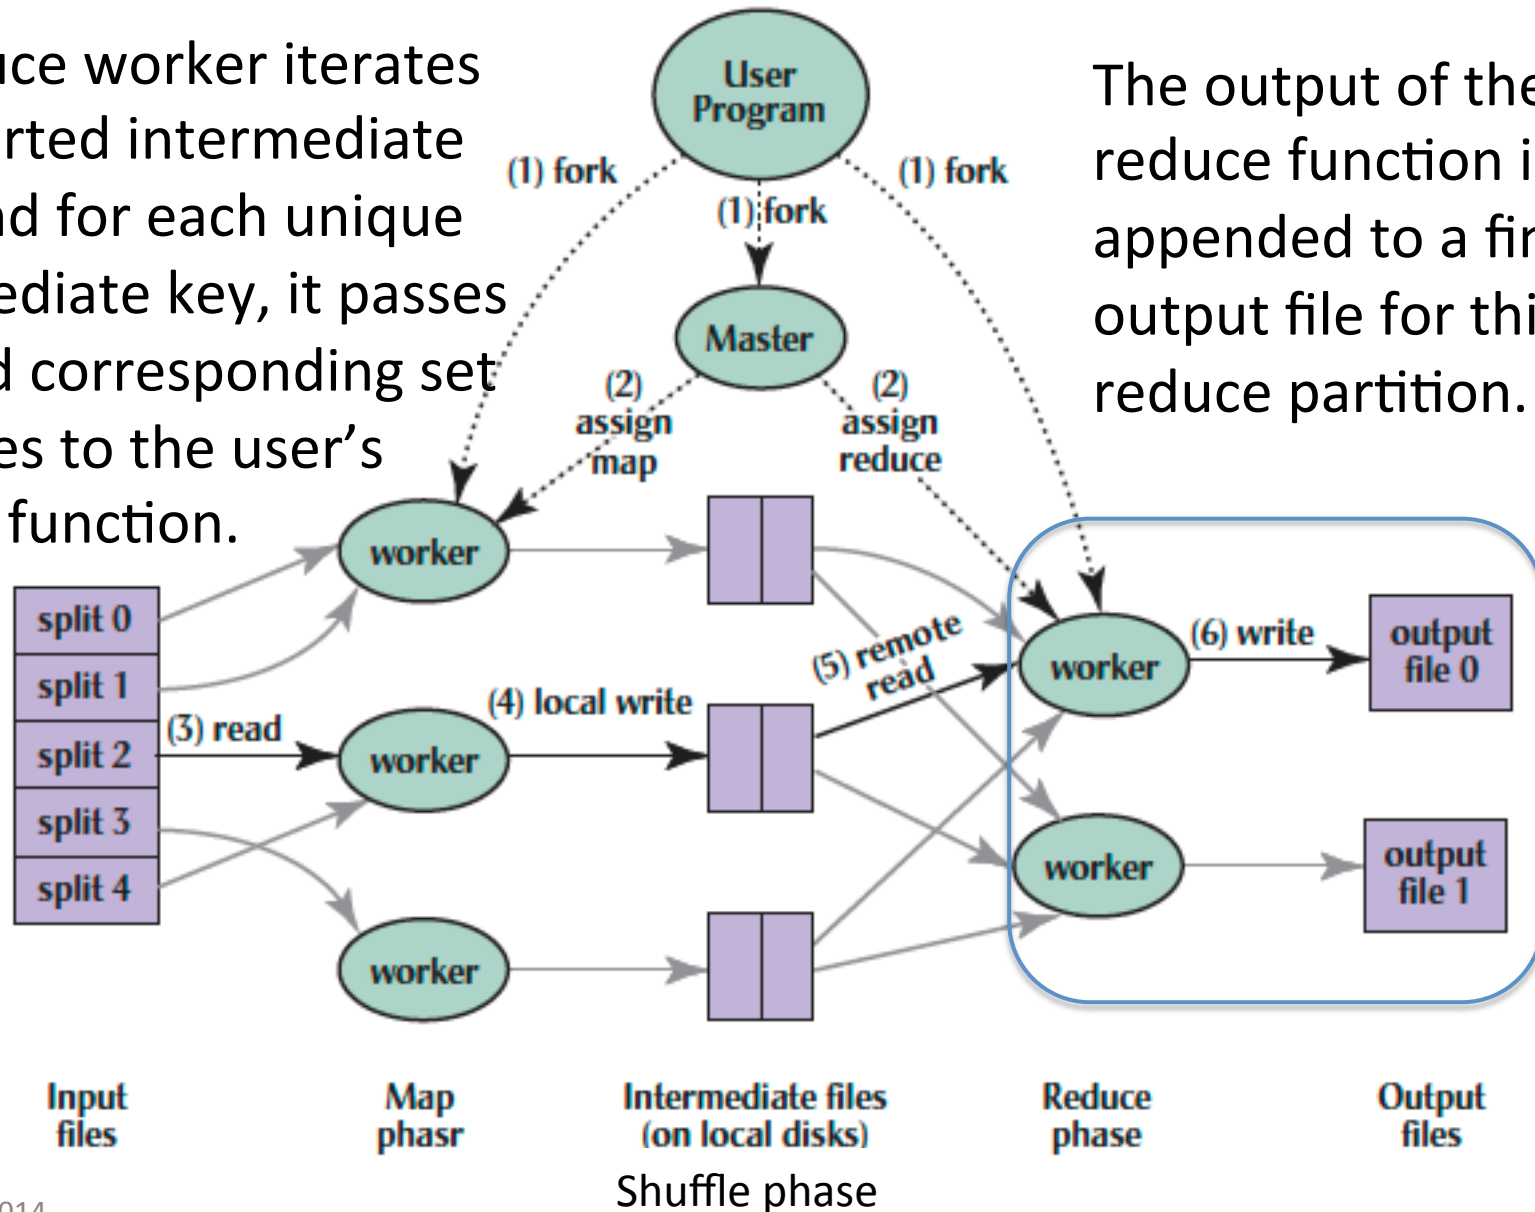 uce worker iterates
rted intermediate
nd for each unique
ediate key, it passes
d corresponding set
es to the user’s
function.
User
Program
The output of the
reduce function i
appended to a fin
output file for thi
reduce partition.
(1) fork
(1) fork
(1) fork
Master
(2)
assign
map
(2)
assign
reduce
split 0
split 1
split 2
split 3
split 4
(3) read
worker
worker
worker
(4) local write
(5) remote
read
worker
worker
(6) write
output
file 0
output
file 1
Input
files
Map
phasr
Intermediate files
(on local disks)
Reduce
phase
Output
files
Shuffle phase
014